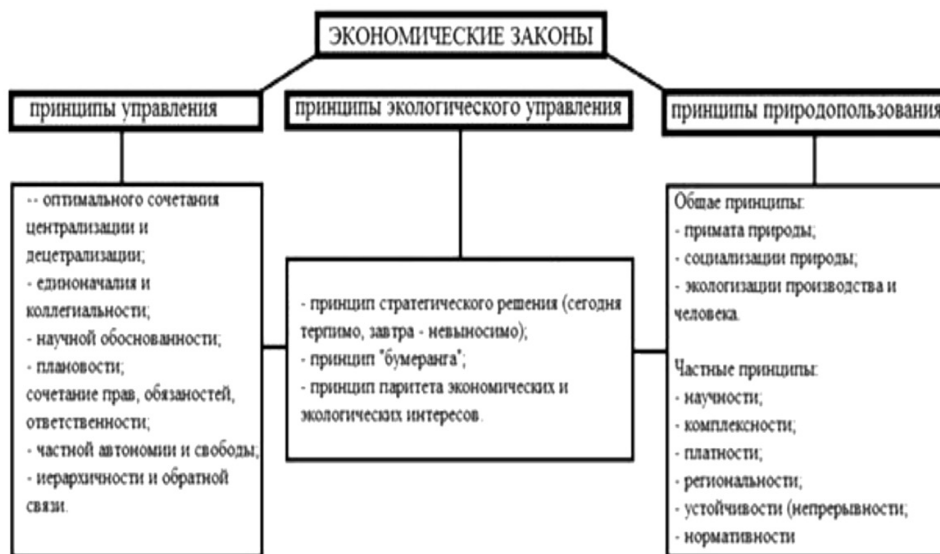 ЭКОНОМИЧЕСКИЕ ЗАКОНЫ
принципы управления
принципы экологического управления
принципы природопользования
-- оптимального сочетания
централизации и
децетрализации;
- единоначалия и
коллегиальности;
- научной обоснованности;
- плановости;
сочетание прав, обязаностей,
ответственности;
- частной автономии и свободы;
- иерархичности и обратной
связи.
- принцип стратегического решения (сегодня
терпимо, завтра - невыносимо);
- принцип "бумеранга";
- принцип паритета экономических и
экологических интересов.
Общае принципы:
- примата природы;
- социализации природы;
- экологизации производства и
человека.
Частные принципы:
- научности;
- комплексности;
- платности;
- региональности;
- устойчивости (непрерывности;
- нормативности